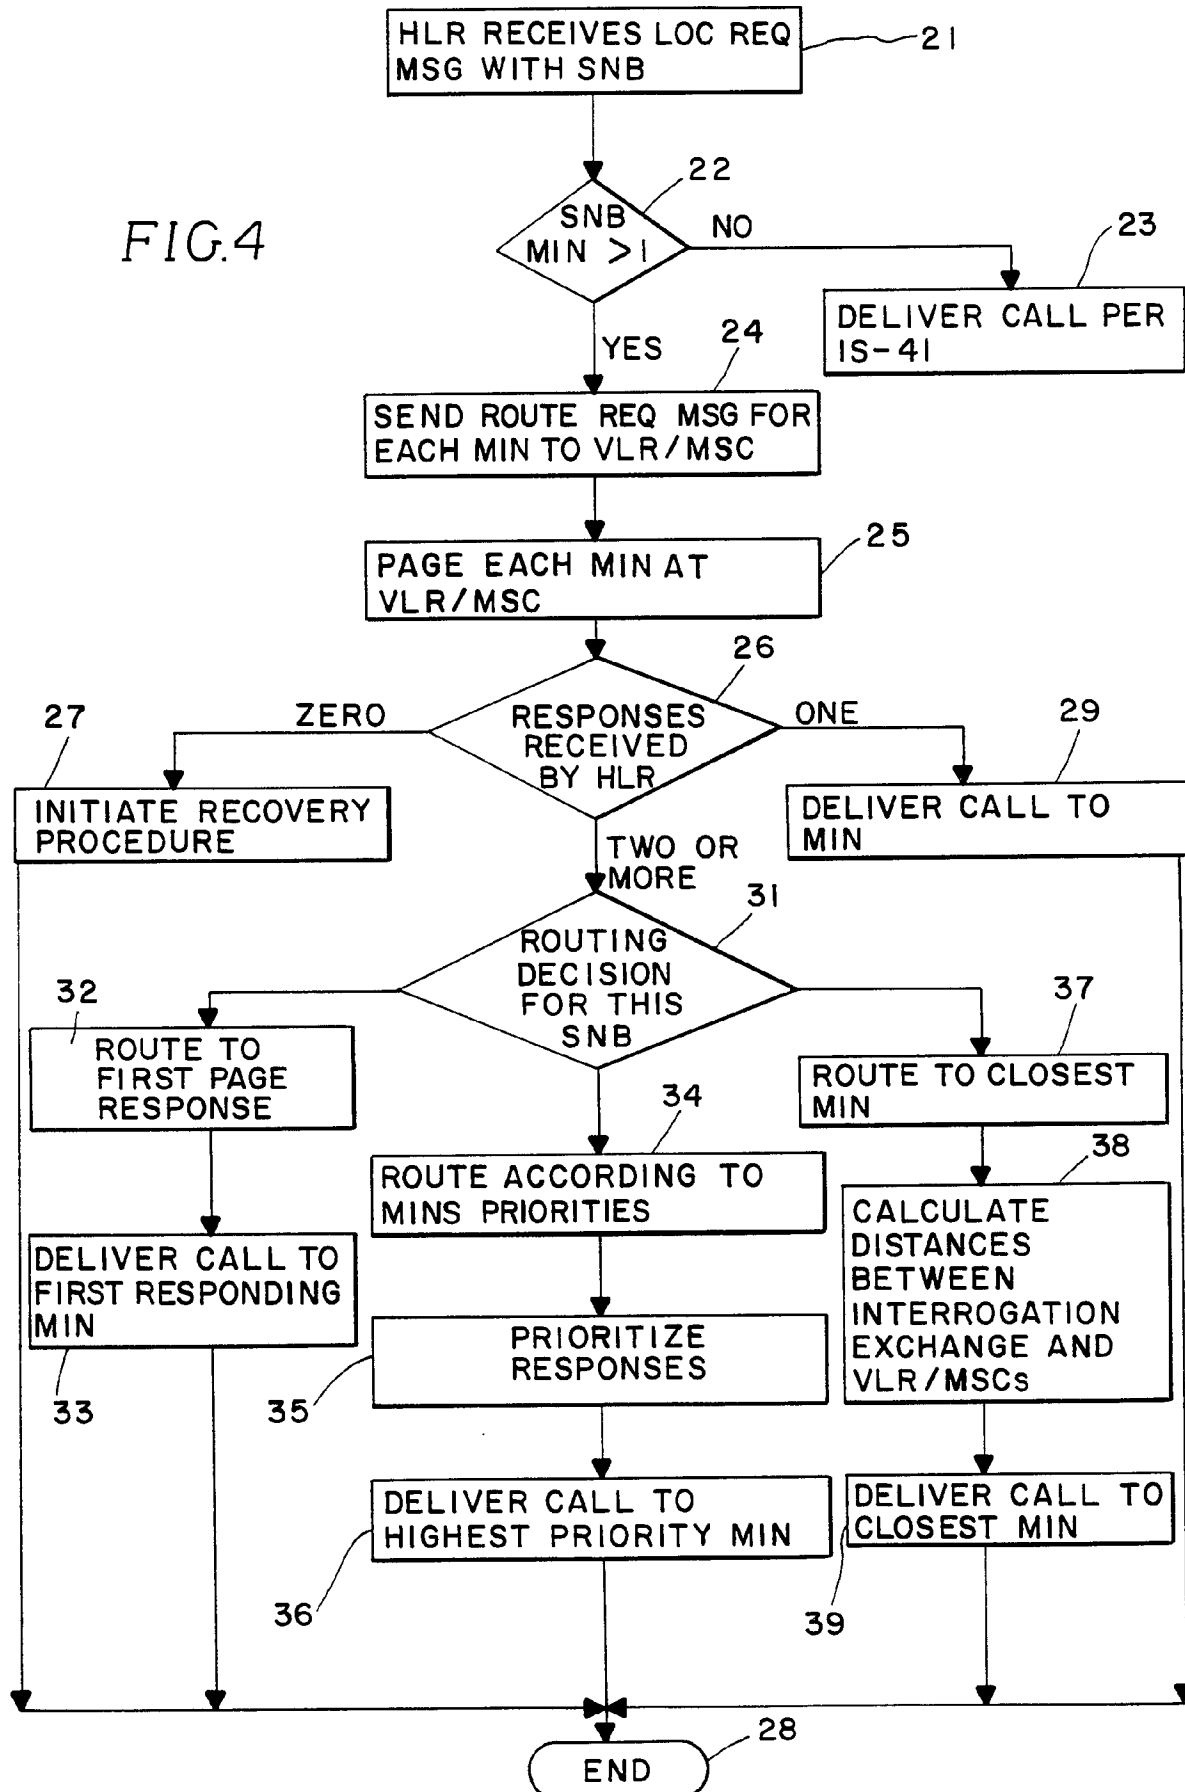 HLR RECEIVES LOC REQ
MSG WITH SNB
21
22
SNB
MIN >1
NO
23
FIG.4
DELIVER CALL PER
IS-41
YES
24
SEND ROUTE REQ MSG FOR
EACH MIN TO VLR/MSC
25
PAGE EACH MIN AT
VLR/MSC
26
27
ZERO
RESPONSES
RECEIVED
BY HLR
ONE
29
INITIATE RECOVERY
PROCEDURE
DELIVER CALL TO
MIN
TWO OR
MORE
31
ROUTING
DECISION
FOR THIS
SNB
32
37
ROUTE TO
FIRST PAGE
RESPONSE
ROUTE TO CLOSEST
MIN
34
38
ROUTE ACCORDING TO
MINS PRIORITIES
CALCULATE
DISTANCES
BETWEEN
INTERROGATION
EXCHANGE AND
VLR/MSCs
DELIVER CALL TO
FIRST RESPONDING
MIN
33
PRIORITIZE
RESPONSES
35
DELIVER CALL TO
HIGHEST PRIORITY MIN
36
DELIVER CALL TO
CLOSEST MIN
39
28
END